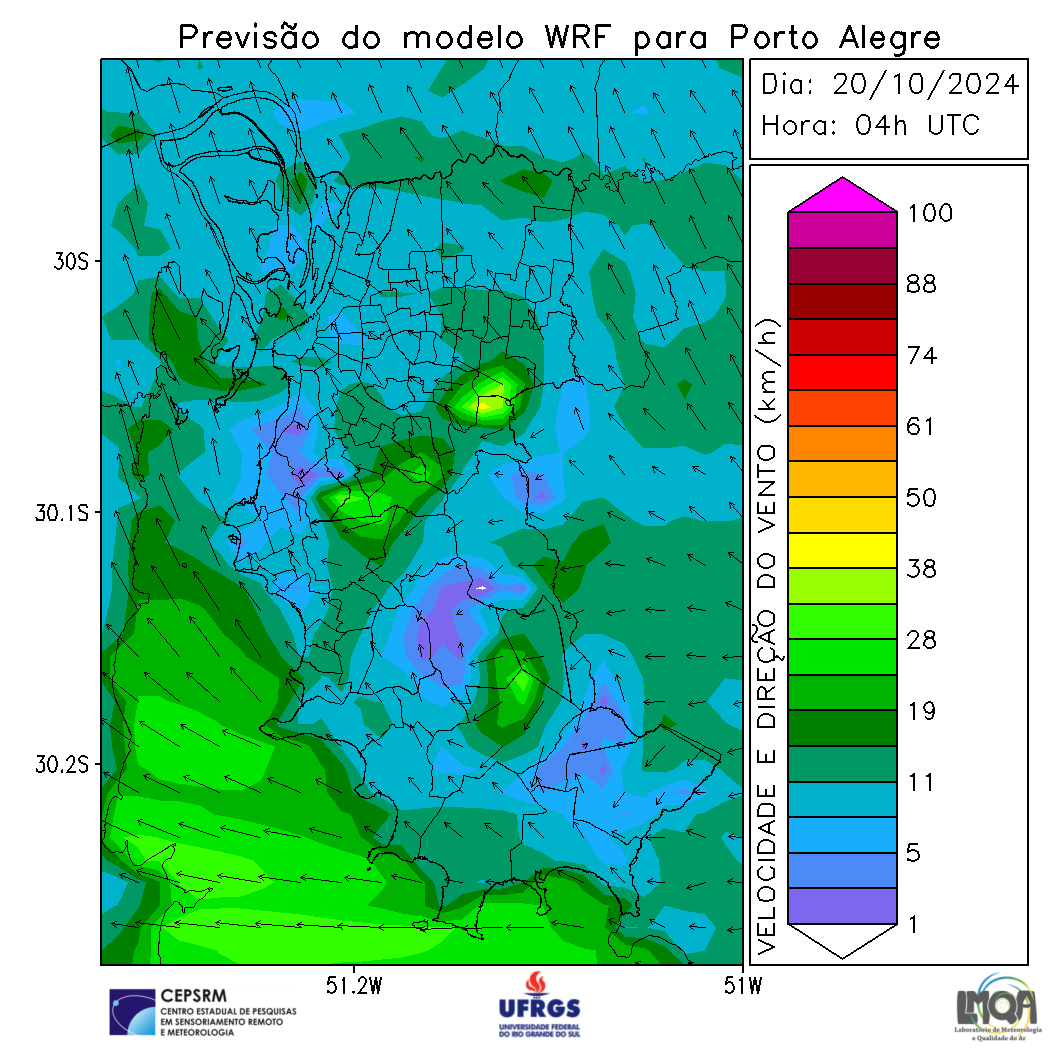 Previsão do modelo WRF para Porto Alegre
Dia: 20/10/2024
Hora: 04h UTC
30S
30.1S
30.2S
51.2W
51W
VELOCIDADE E DIREÇÃO DO VENTO (km/h)
100
88
74
61
50
38
28
19
11
5
1
CEPSRM
CENTRO ESTADUAL DE PESQUISAS
EM SENSORIAMENTO REMOTO
E METEOROLOGIA
UFRGS
UNIVERSIDADE FEDERAL
DO RIO GRANDE DO SUL
LMQA
Laboratório de Meteorologia
e Qualidade do Ar